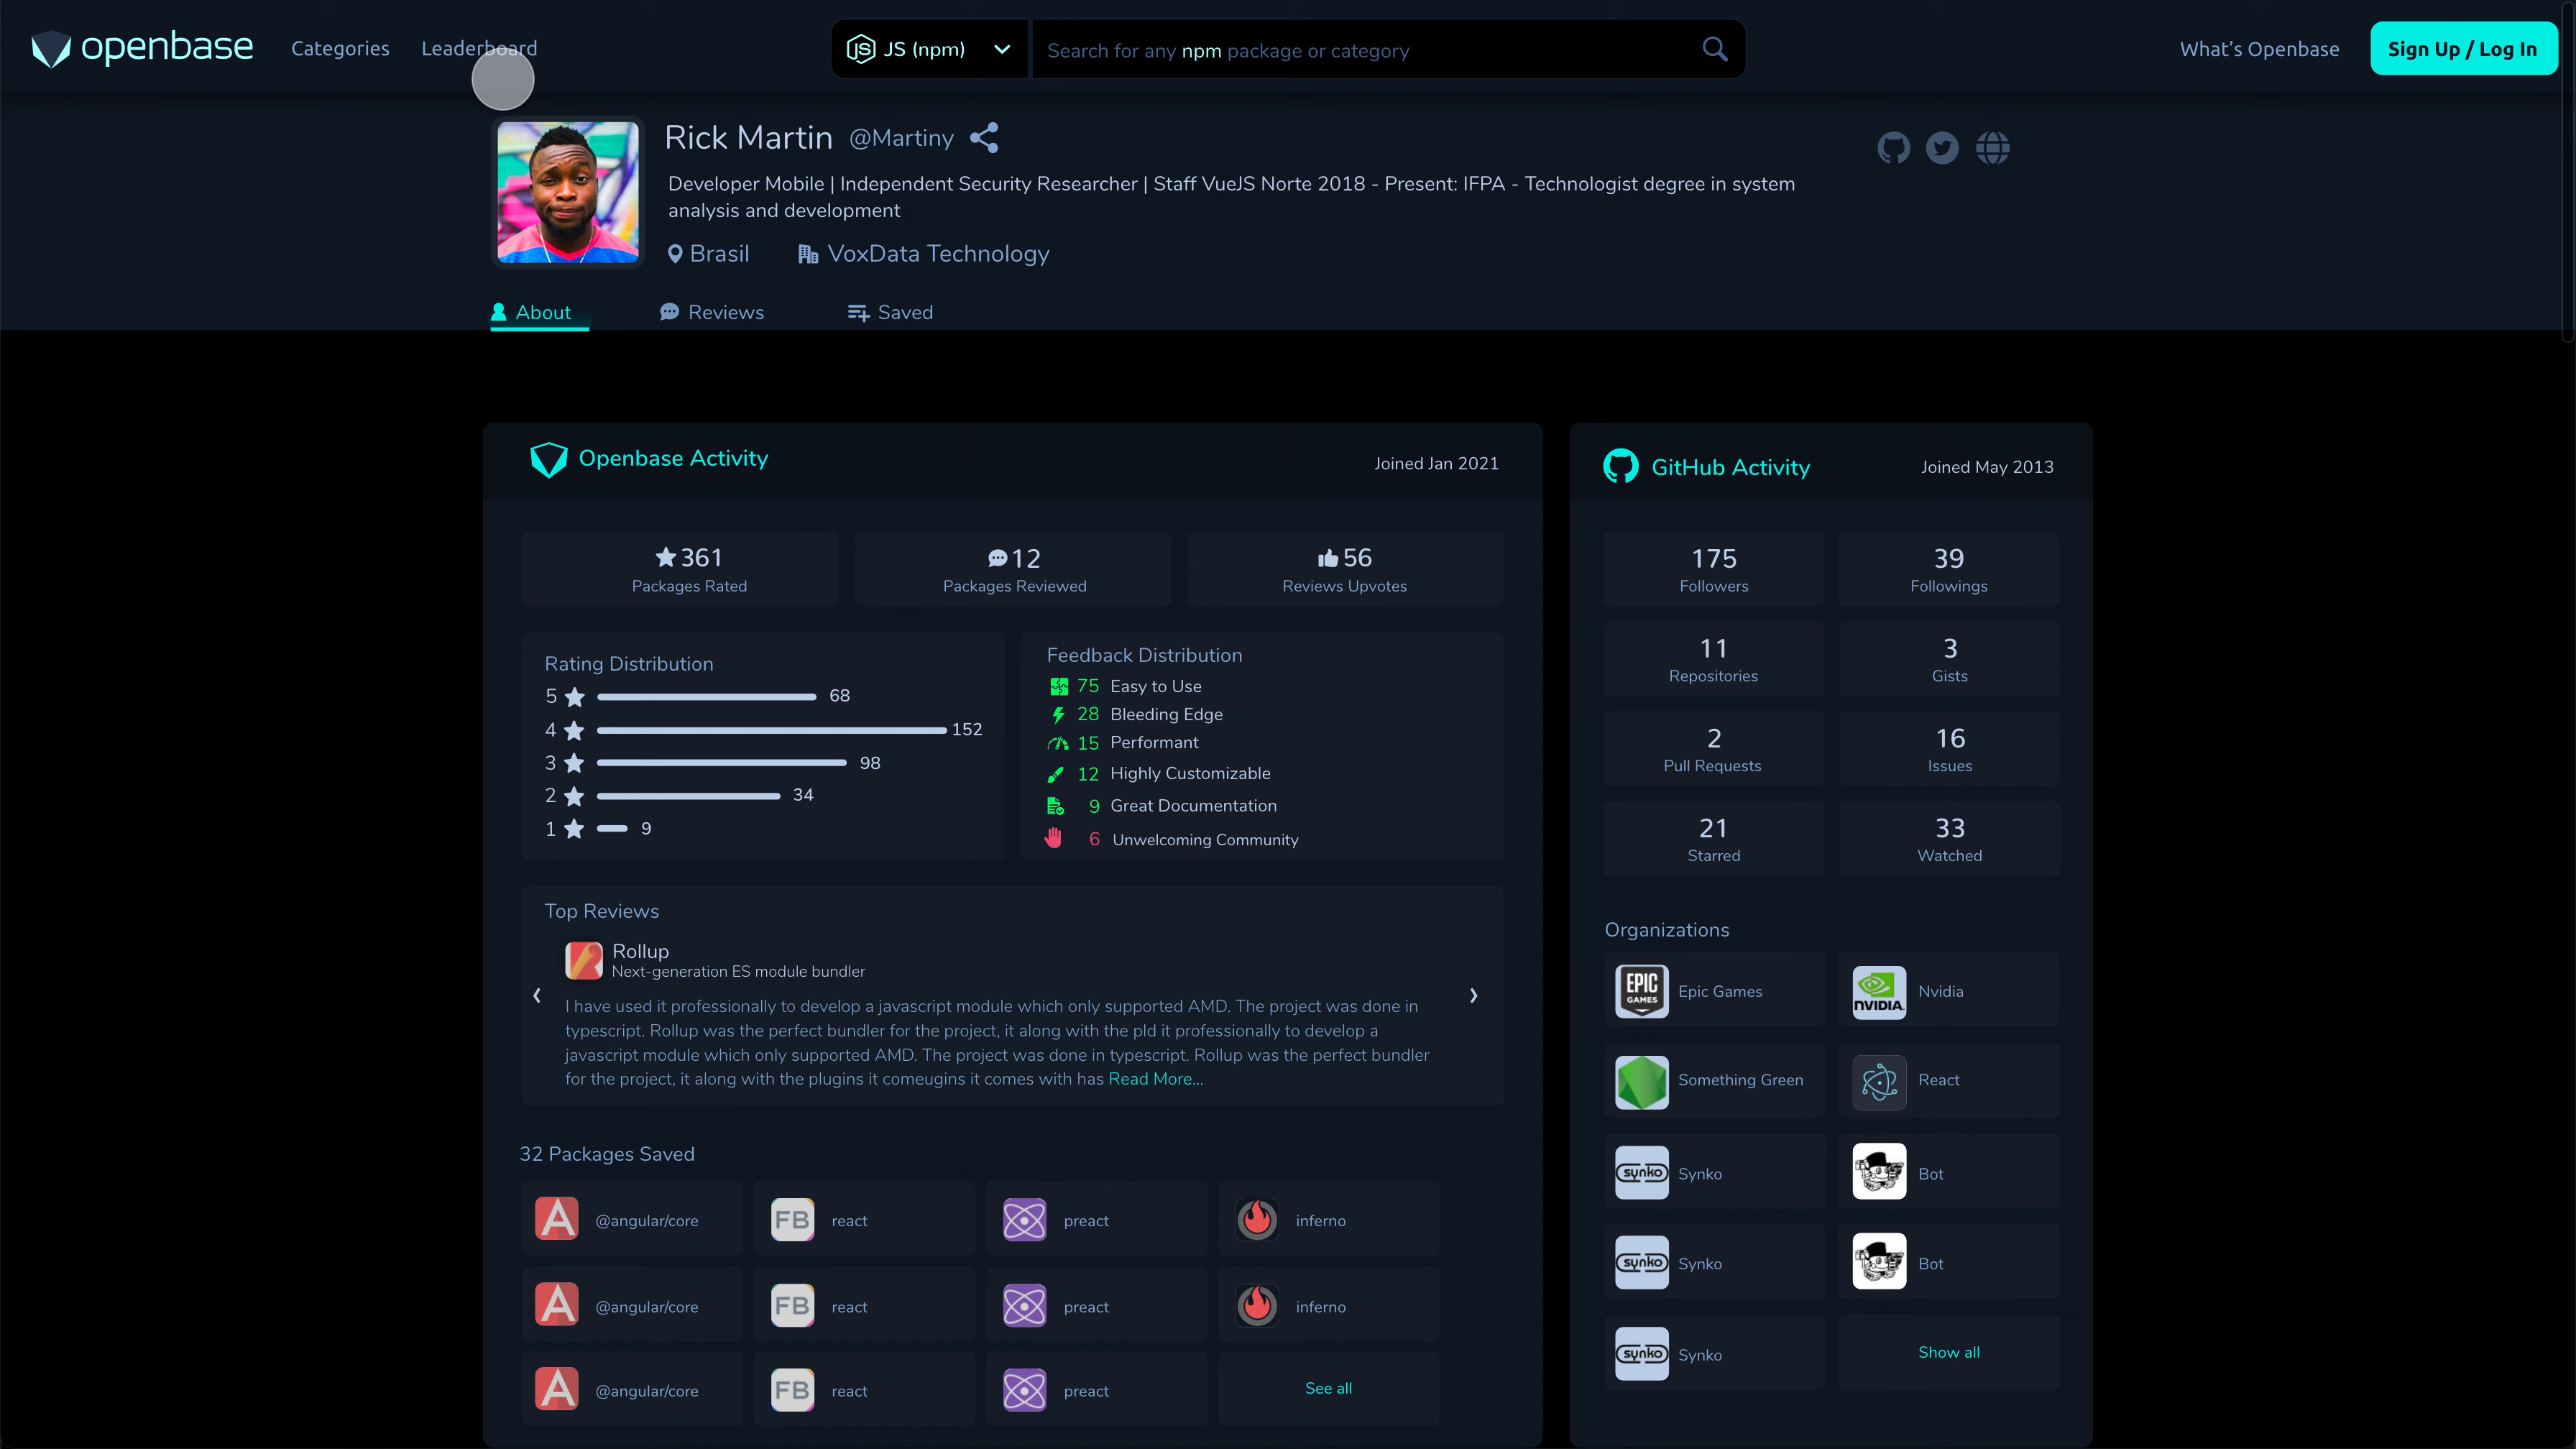 openbase
Categories
Leaderboard
JS JS (npm)
Search for any npm package or category
What's Openbase
Sign Up / Log In
Rick Martin @Martiny
Developer Mobile | Independent Security Researcher | Staff VueJS Norte 2018 - Present: IFPA - Technologist degree in system
analysis and development
Brasil
VoxData Technology
About
Reviews
Saved
Openbase Activity
Joined Jan 2021
361
Packages Rated
12
Packages Reviewed
56
Reviews Upvotes
Rating Distribution
5 68
4 152
3 98
2 34
1 9
Feedback Distribution
75 Easy to Use
28 Bleeding Edge
15 Performant
12 Highly Customizable
9 Great Documentation
6 Unwelcoming Community
Top Reviews
Rollup
Next-generation ES module bundler
I have used it professionally to develop a javascript module which only supported AMD. The project was done in
typescript. Rollup was the perfect bundler for the project, it along with the pld it professionally to develop a
javascript module which only supported AMD. The project was done in typescript. Rollup was the perfect bundler
for the project, it along with the plugins it comeugins it comes with has Read More...
32 Packages Saved
A @angular/core
FB react
preact
inferno
A @angular/core
FB react
preact
inferno
A @angular/core
FB react
preact
See all
GitHub Activity
Joined May 2013
175
Followers
39
Followings
11
Repositories
3
Gists
2
Pull Requests
16
Issues
21
Starred
33
Watched
Organizations
EPIC
GAMES
Epic Games
NVIDIA.
Nvidia
Something Green
React
synko Synko
Bot
synko Synko
Bot
synko Synko
Show all